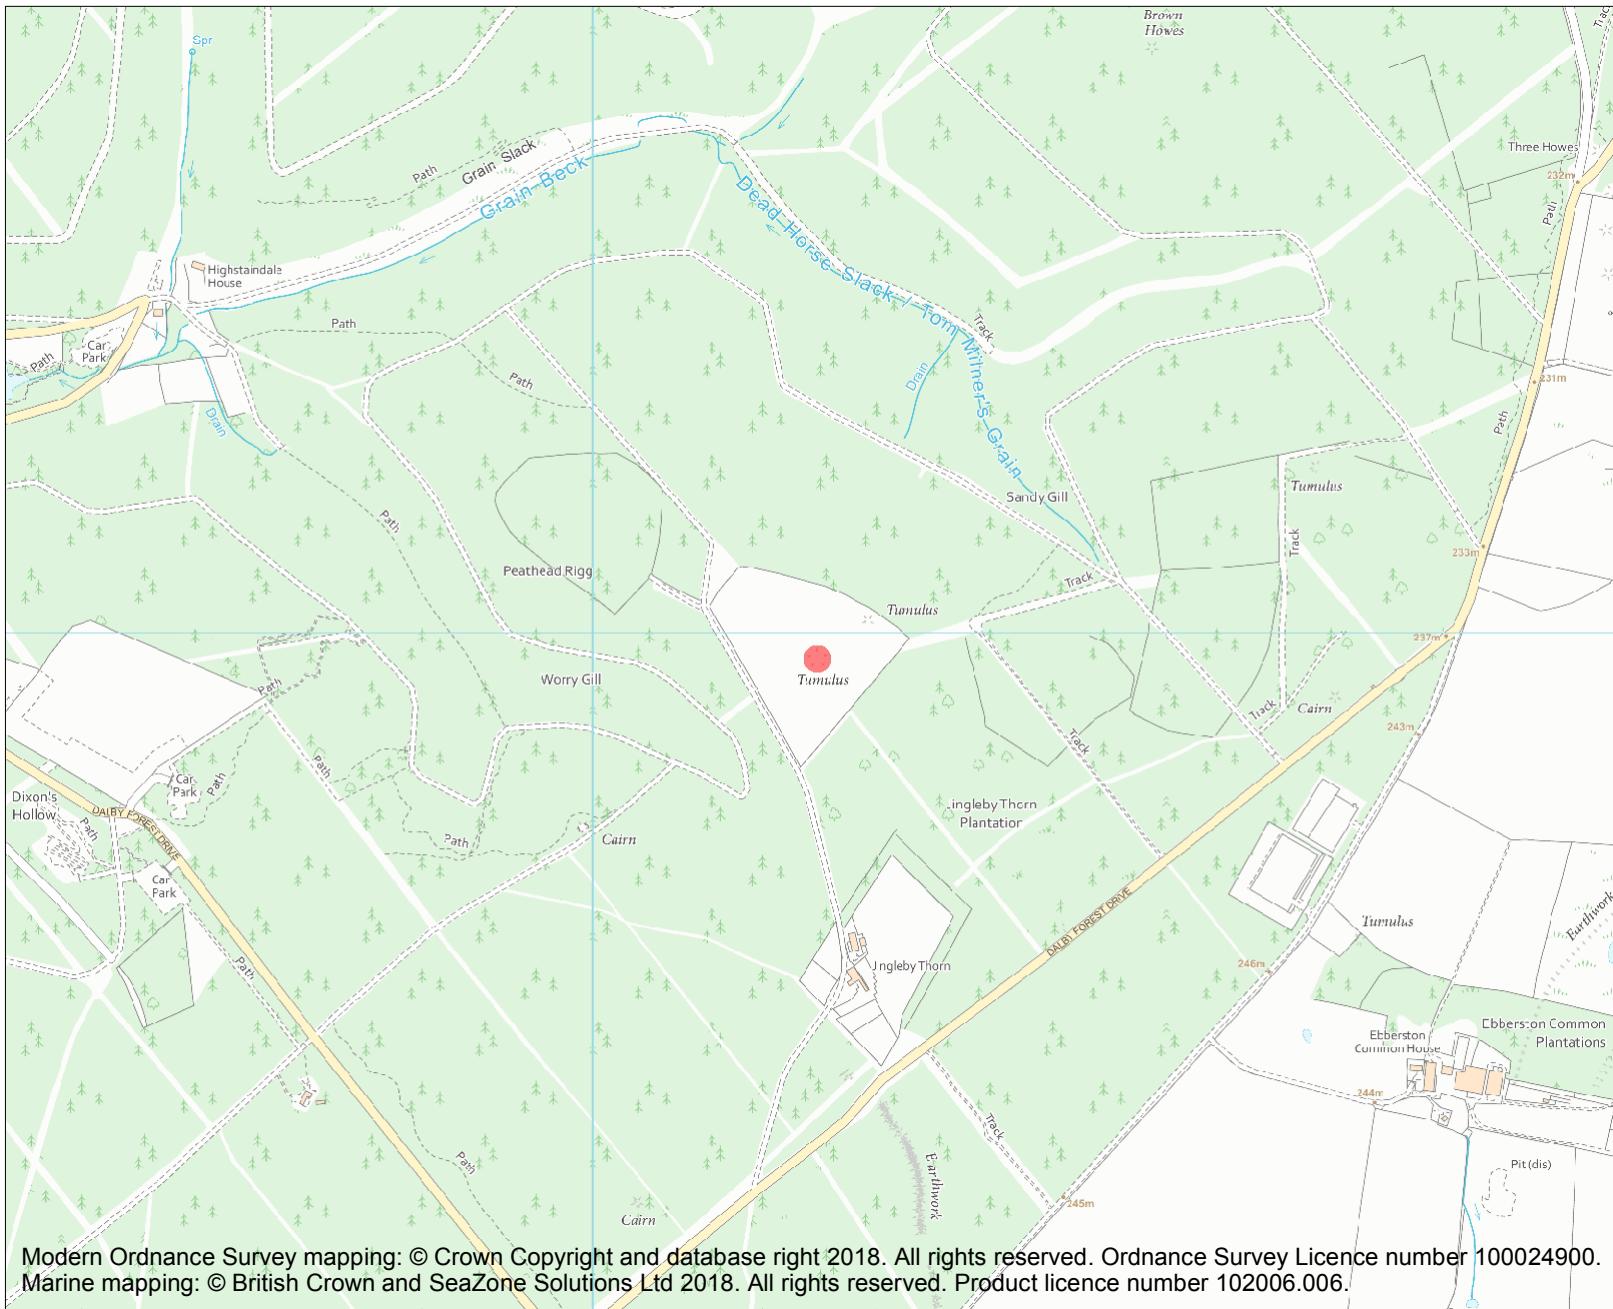 Brown
Howes
Track
Spr
Path
Grain Slack
Grain Beck
Three Howes
232m
Path
Dead Horse Slack / Tom Milner's Grain
Highstaindale
House
Path
Track
Car
Park
Path
Path
Drain
231m
Drain
Path
Tumulus
Sandy Gill
Path
Track
233m
Peathead Rigg
Track
Tumulus
237m
Worry Gill
Tumulus
Path
Cairn
Track
243m
Track
Path
Car
Park
Path
Dixon's
Hollow
DALBY FOREST DRIVE
Path
Path
Cairn
Lingleby Thorn
Plantation
Car
Park
DALBY FOREST DRIVE
Tumulus
Earthwork
Path
Jingleby Thorn
246m
Ebberston
Common House
Ebberston Common
Plantations
244m
Track
Path
Earthwork
Pit (dis)
245m
Cairn
Modern Ordnance Survey mapping: © Crown Copyright and database right 2018. All rights reserved. Ordnance Survey Licence number 100024900.
Marine mapping: © British Crown and SeaZone Solutions Ltd 2018. All rights reserved. Product licence number 102006.006.